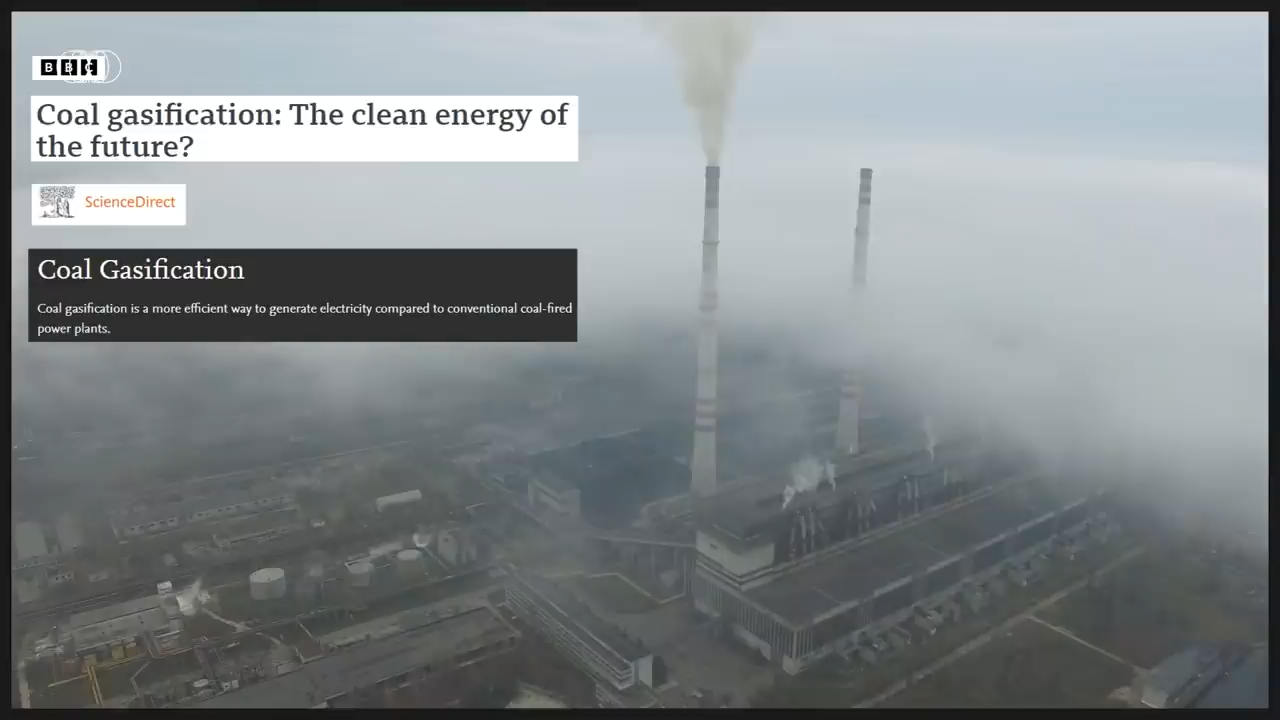 Coal gasification: The clean energy of
the future?
ScienceDirect
Coal Gasification
Coal gasification is a more efficient way to generate electricity compared to conventional coal-fired
power plants.